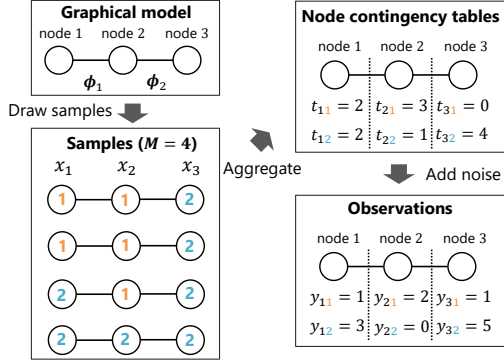 Graphical model
node 1 node 2 node 3
ϕ₁ ϕ₂
Draw samples
Samples (M = 4)
x₁ x₂ x₃
1 1 2
1 1 2
2 1 2
2 2 2
Aggregate
Node contingency tables
node 1 node 2 node 3
t₁₁ = 2 t₂₁ = 3 t₃₁ = 0
t₁₂ = 2 t₂₂ = 1 t₃₂ = 4
Add noise
Observations
node 1 node 2 node 3
y₁₁ = 1 y₂₁ = 2 y₃₁ = 1
y₁₂ = 3 y₂₂ = 0 y₃₂ = 5